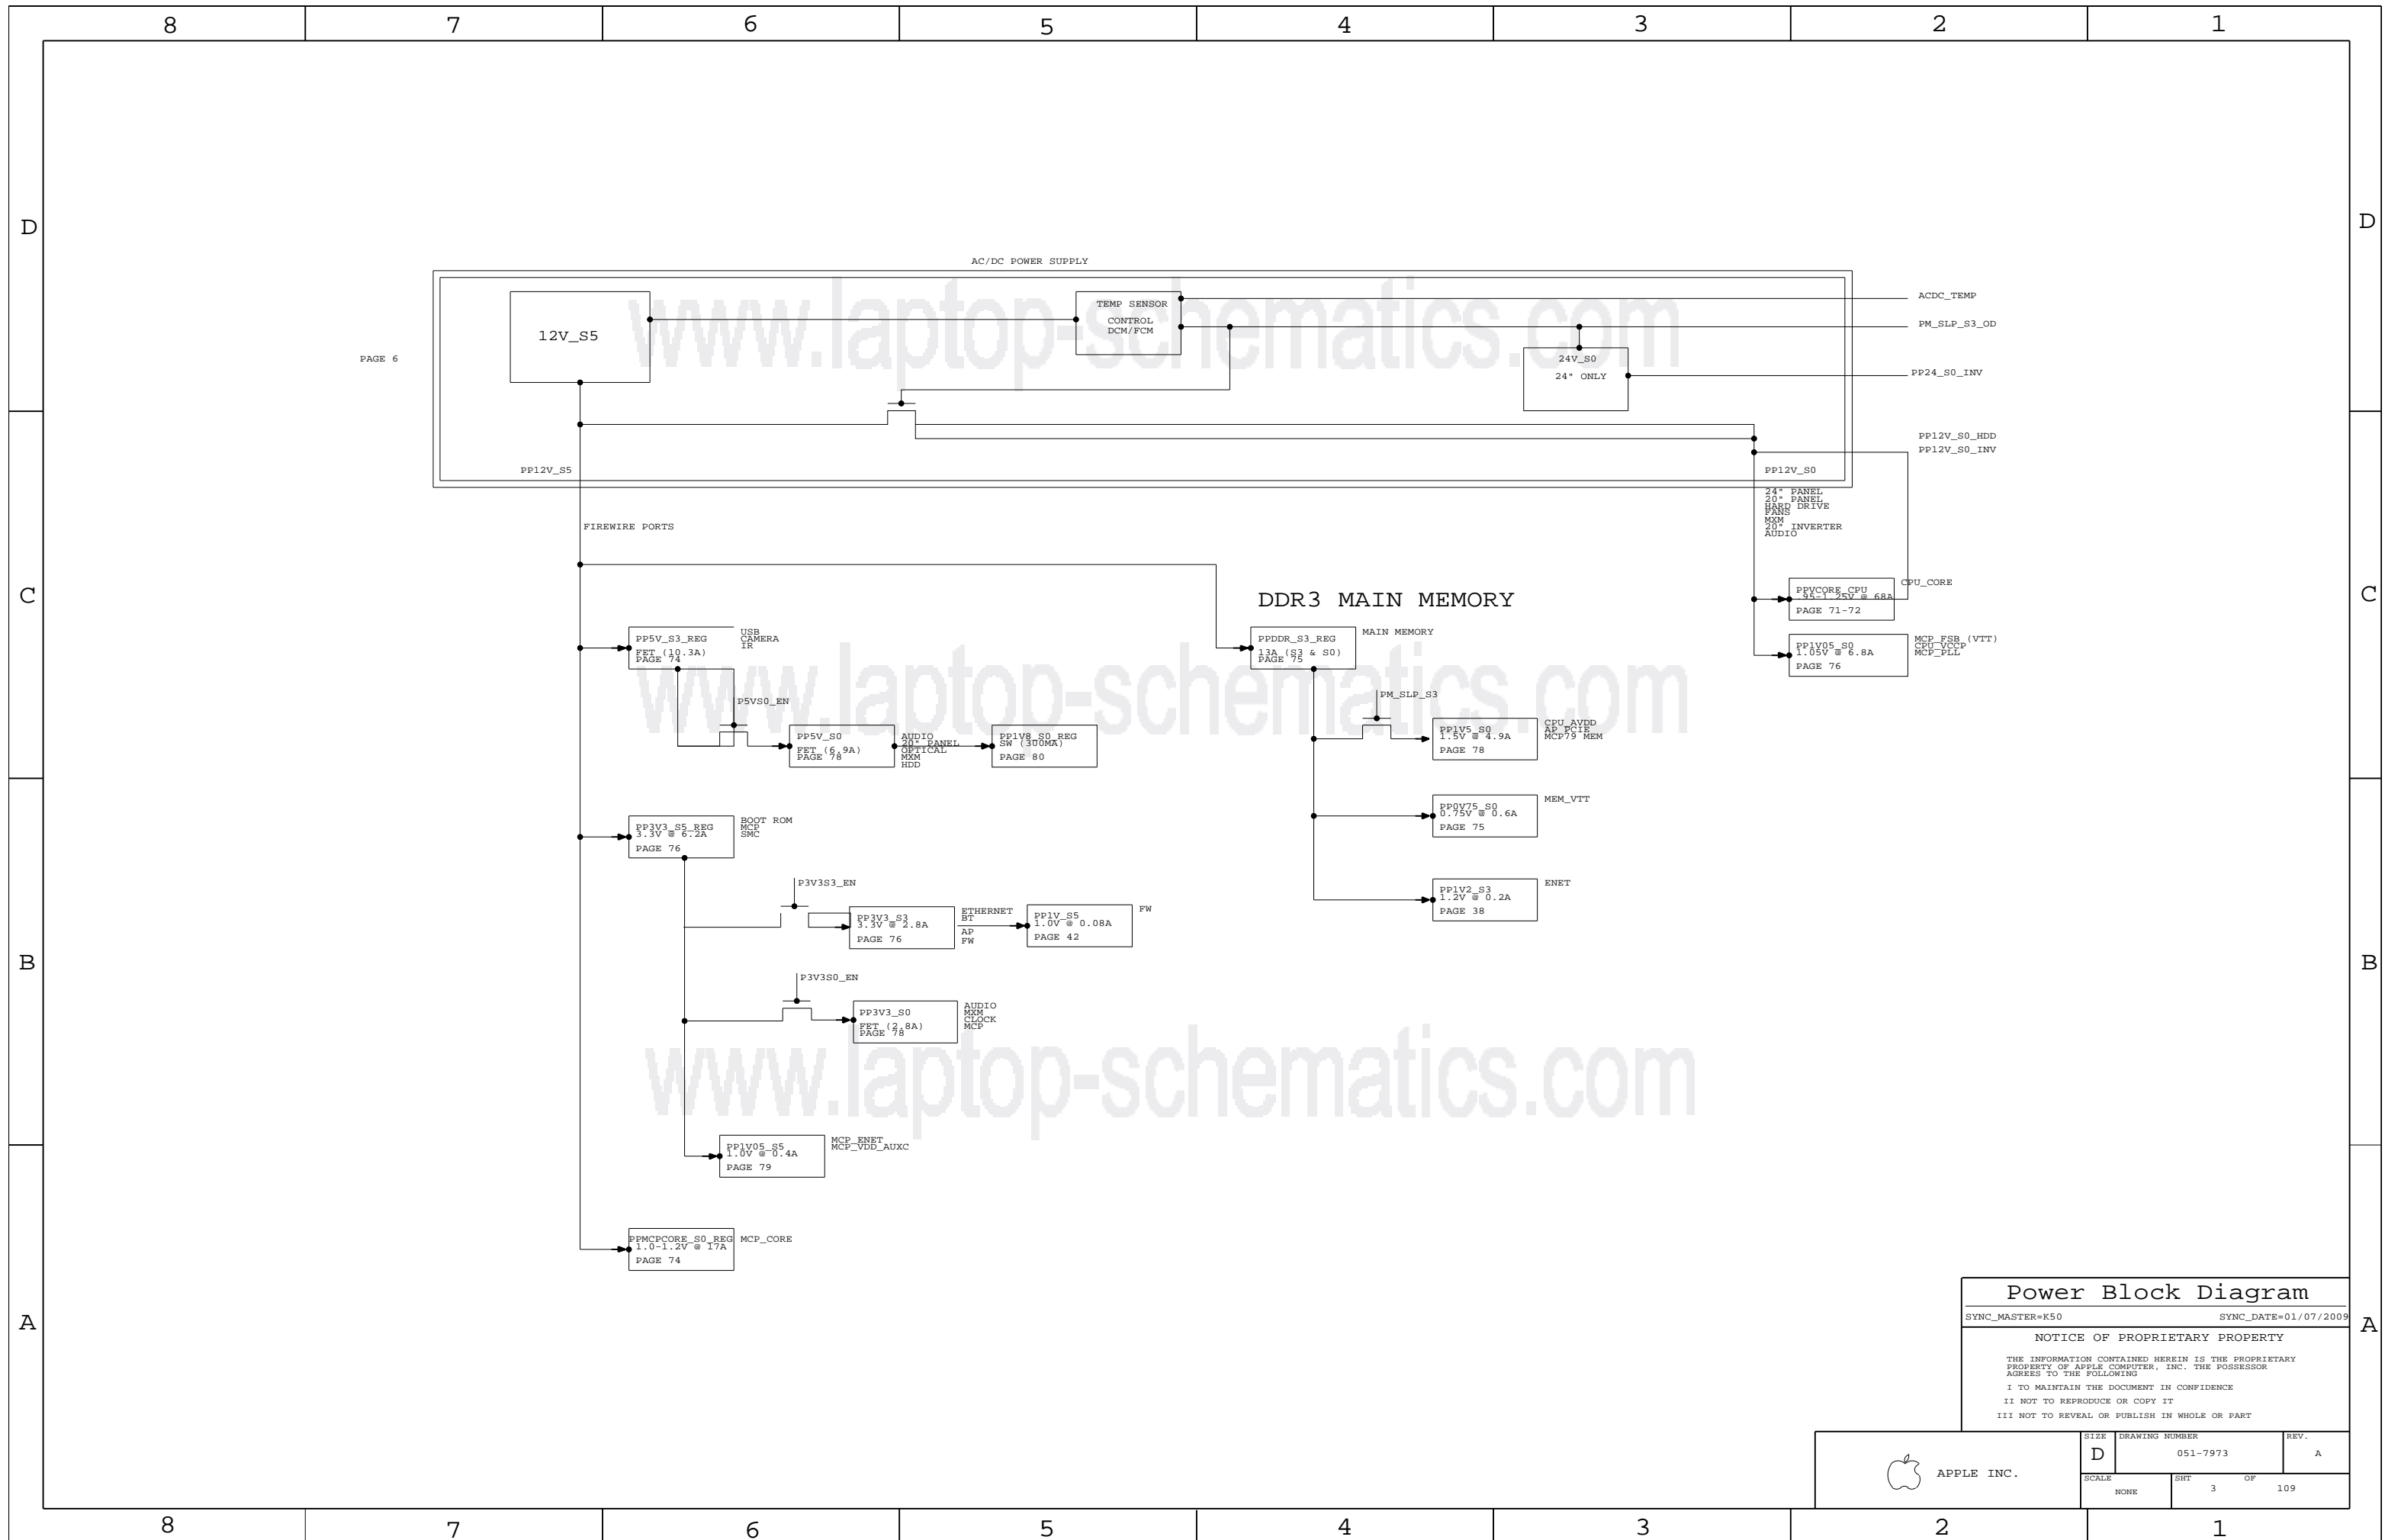 8 7 6 5 4 3 2 1
D D
AC/DC POWER SUPPLY
www.laptop-schematics.com
12V_S5
TEMP SENSOR
CONTROL
DCM/FCM
ACDC_TEMP
PM_SLP_S3_OD
PAGE 6
24V_S0
24" ONLY
PP24_S0_INV
PP12V_S0_HDD
PP12V_S0_INV
PP12V_S5
PP12V_S0
24" PANEL
20" PANEL
HARD DRIVE
FANS
MXM
20" INVERTER
AUDIO
FIREWIRE PORTS
C C
DDR3 MAIN MEMORY
PPVCORE_CPU
.95-1.25V @ 68A
PAGE 71-72
CPU_CORE
PP5V_S3_REG
FET (10.3A)
PAGE 74
USB
CAMERA
IR
PPDDR_S3_REG
13A (S3 & S0)
PAGE 75
MAIN MEMORY
PP1V05_S0
1.05V @ 6.8A
PAGE 76
MCP_FSB (VTT)
CPU_VCCP
MCP_PLL
www.laptop-schematics.com
P5VS0_EN
PM_SLP_S3
PP5V_S0
FET (6.9A)
PAGE 78
AUDIO
20" PANEL
OPTICAL
MXM
HDD
PP1V8_S0_REG
SW (300MA)
PAGE 80
PP1V5_S0
1.5V @ 4.9A
PAGE 78
CPU_AVDD
AP_PCIE
MCP79 MEM
PP0V75_S0
0.75V @ 0.6A
PAGE 75
MEM_VTT
PP3V3_S5_REG
3.3V @ 6.2A
PAGE 76
BOOT ROM
MCP
SMC
P3V3S3_EN
PP1V2_S3
1.2V @ 0.2A
PAGE 38
ENET
PP3V3_S3
3.3V @ 2.8A
PAGE 76
ETHERNET
BT
AP
FW
PP1V_S5
1.0V @ 0.08A
PAGE 42
FW
B B
P3V3S0_EN
PP3V3_S0
FET (2.8A)
PAGE 78
AUDIO
MXM
CLOCK
MCP
www.laptop-schematics.com
PP1V05_S5
1.0V @ 0.4A
PAGE 79
MCP_ENET
MCP_VDD_AUXC
PPMCPCORE_S0_REG
1.0-1.2V @ 17A
PAGE 74
MCP_CORE
A A
Power Block Diagram
SYNC_MASTER=K50 SYNC_DATE=01/07/2009
NOTICE OF PROPRIETARY PROPERTY
THE INFORMATION CONTAINED HEREIN IS THE PROPRIETARY
PROPERTY OF APPLE COMPUTER, INC. THE POSSESSOR
AGREES TO THE FOLLOWING
I TO MAINTAIN THE DOCUMENT IN CONFIDENCE
II NOT TO REPRODUCE OR COPY IT
III NOT TO REVEAL OR PUBLISH IN WHOLE OR PART
APPLE INC.
SIZE DRAWING NUMBER REV.
D 051-7973 A
SCALE SHT OF
NONE 3 109
8 7 6 5 4 3 2 1